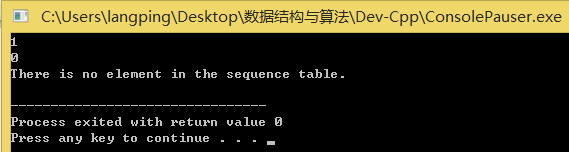 C:\Users\langping\Desktop\数据结构与算法\Dev-Cpp\ConsolePauser.exe
1
0
There is no element in the sequence table.
--------------------------------
Process exited with return value 0
Press any key to continue . . .